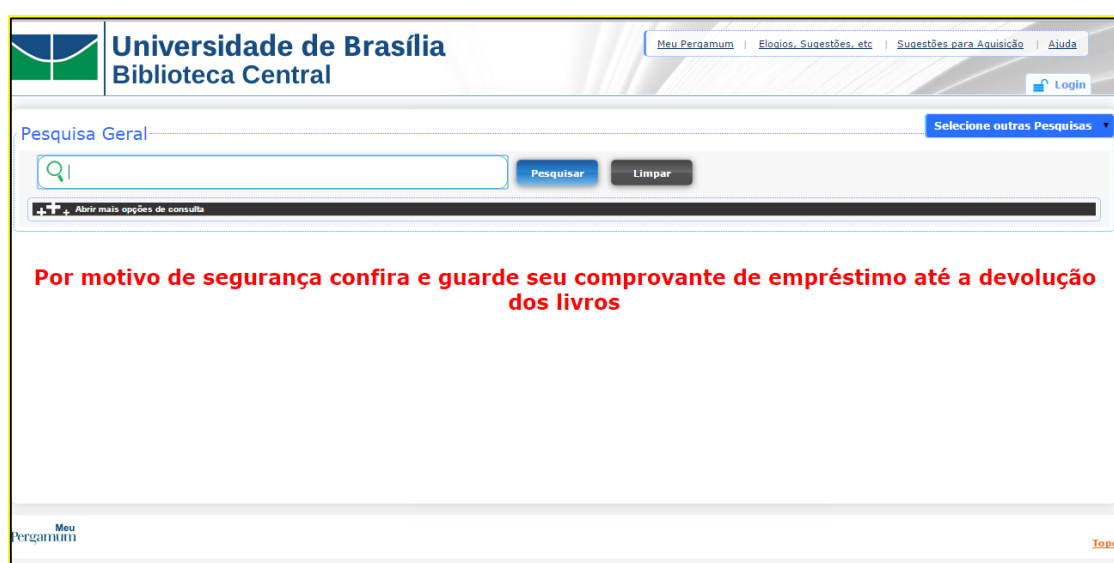 Universidade de Brasília
Biblioteca Central
Meu Pergamum | Elogios, Sugestões, etc | Sugestões para Aquisição | Ajuda
Login
Pesquisa Geral
Selecione outras Pesquisas
Pesquisar
Limpar
Abrir mais opções de consulta
Por motivo de segurança confira e guarde seu comprovante de empréstimo até a devolução
dos livros
Meu
Pergamum
Topo